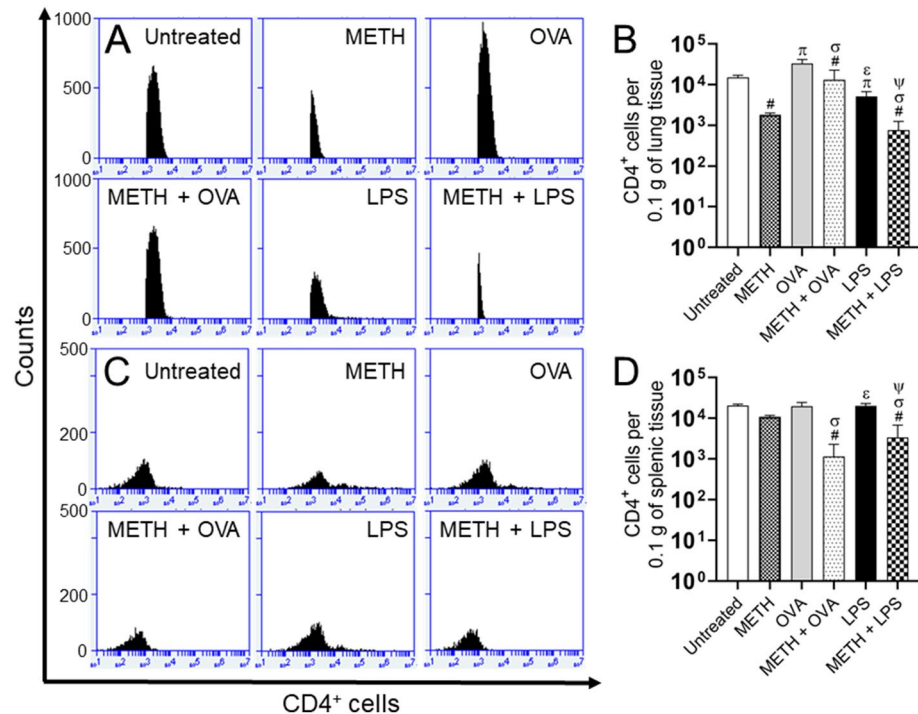 A
Untreated
METH
OVA
1000
500
0
METH + OVA
LPS
METH + LPS
1000
500
0
C
Untreated
METH
OVA
500
200
0
METH + OVA
LPS
METH + LPS
500
200
0
Counts
CD4⁺ cells
B
CD4⁺ cells per
0.1 g of lung tissue
10⁵
10⁴
10³
10²
10¹
10⁰
#
π
σ
#
ε
π
ψ
σ
#
Untreated
METH
OVA
METH + OVA
LPS
METH + LPS
D
CD4⁺ cells per
0.1 g of splenic tissue
10⁵
10⁴
10³
10²
10¹
10⁰
σ
#
ε
ψ
σ
#
Untreated
METH
OVA
METH + OVA
LPS
METH + LPS